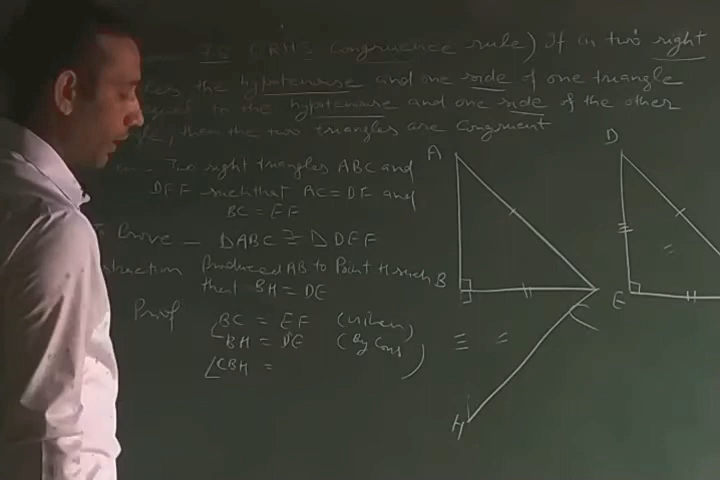 7.5 (RHS Congruence rule) If in two right
the hypotenuse and one side of one triangle
to the hypotenuse and one side of the other
then the two triangles are Congruent
Two right triangles ABC and
DEF such that AC = DF and
BC = EF
Prove - ΔABC ≅ ΔDEF
Produced AB to Point H such
that BH = DE
Proof
BC = EF (Given)
BH = DE (By Cons)
∠CBH =
A
B
C
H
D
E